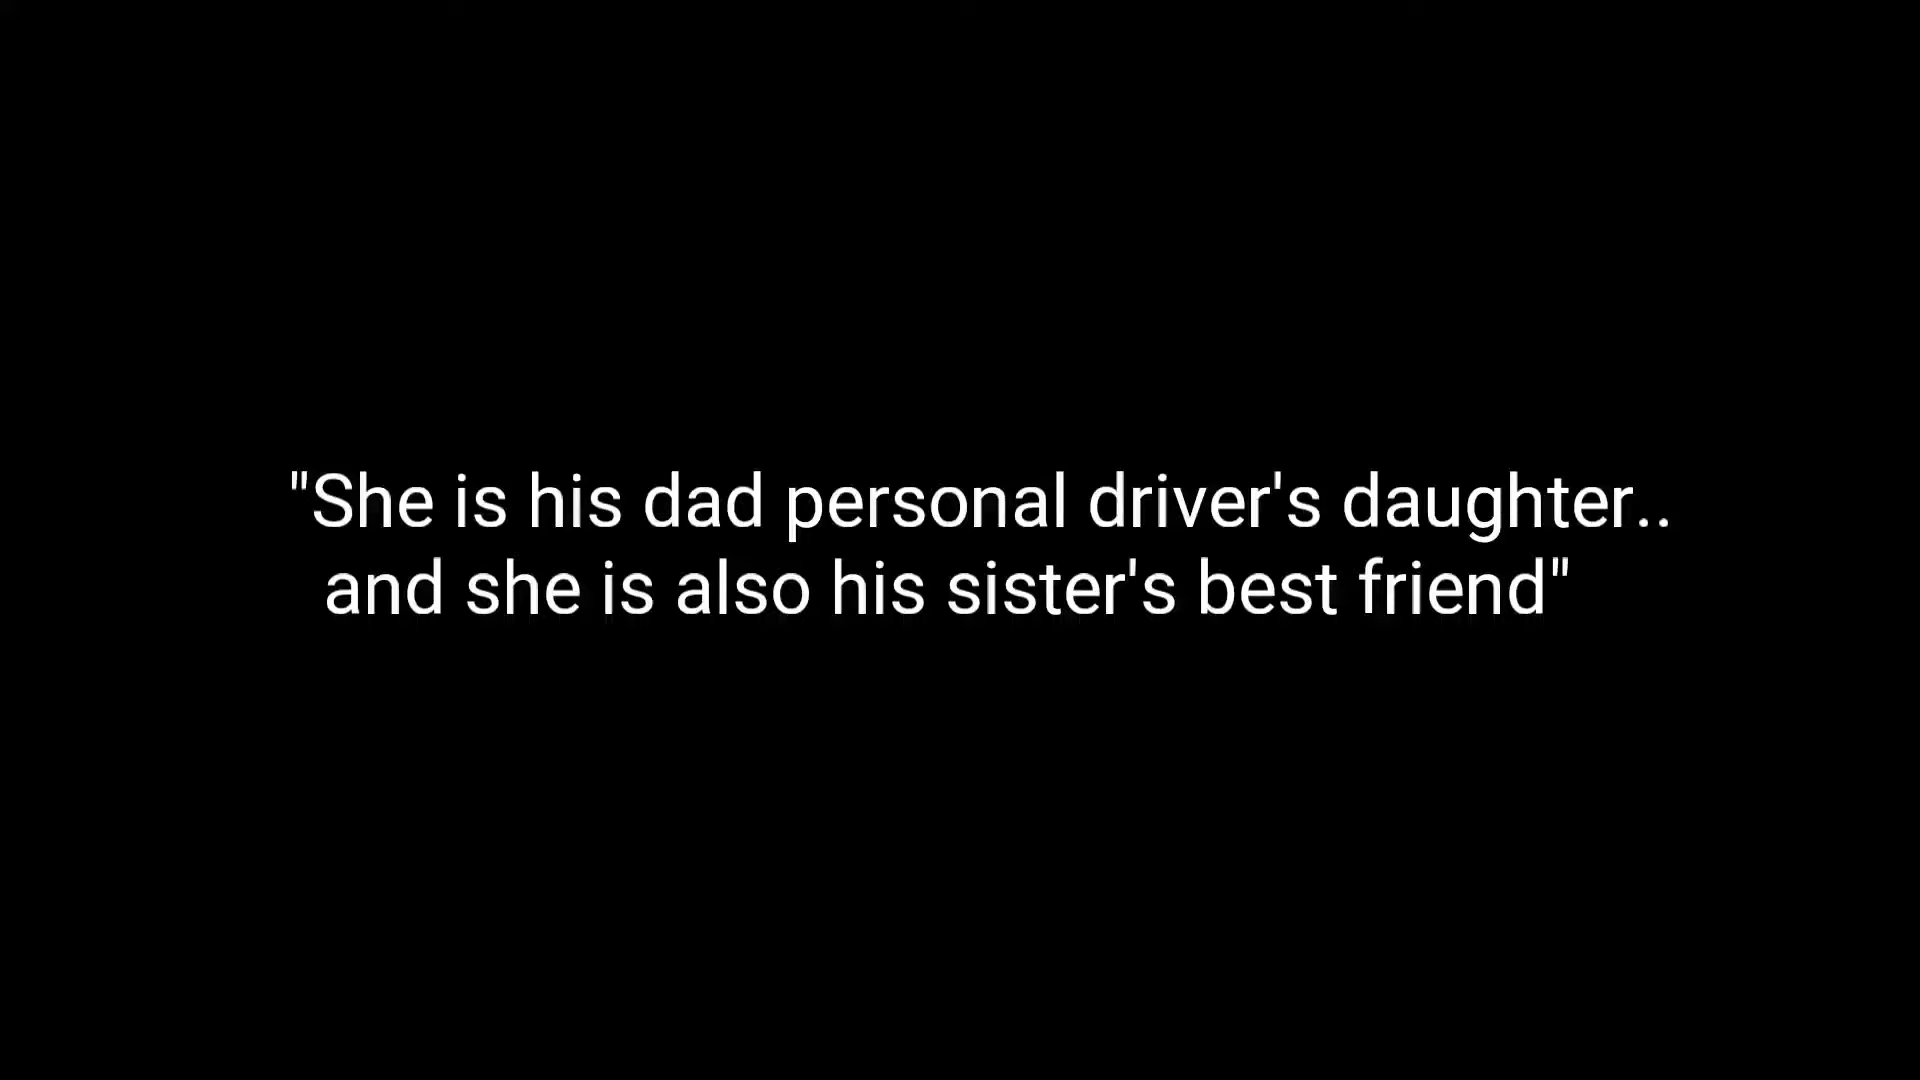 "She is his dad personal driver's daughter..
and she is also his sister's best friend"